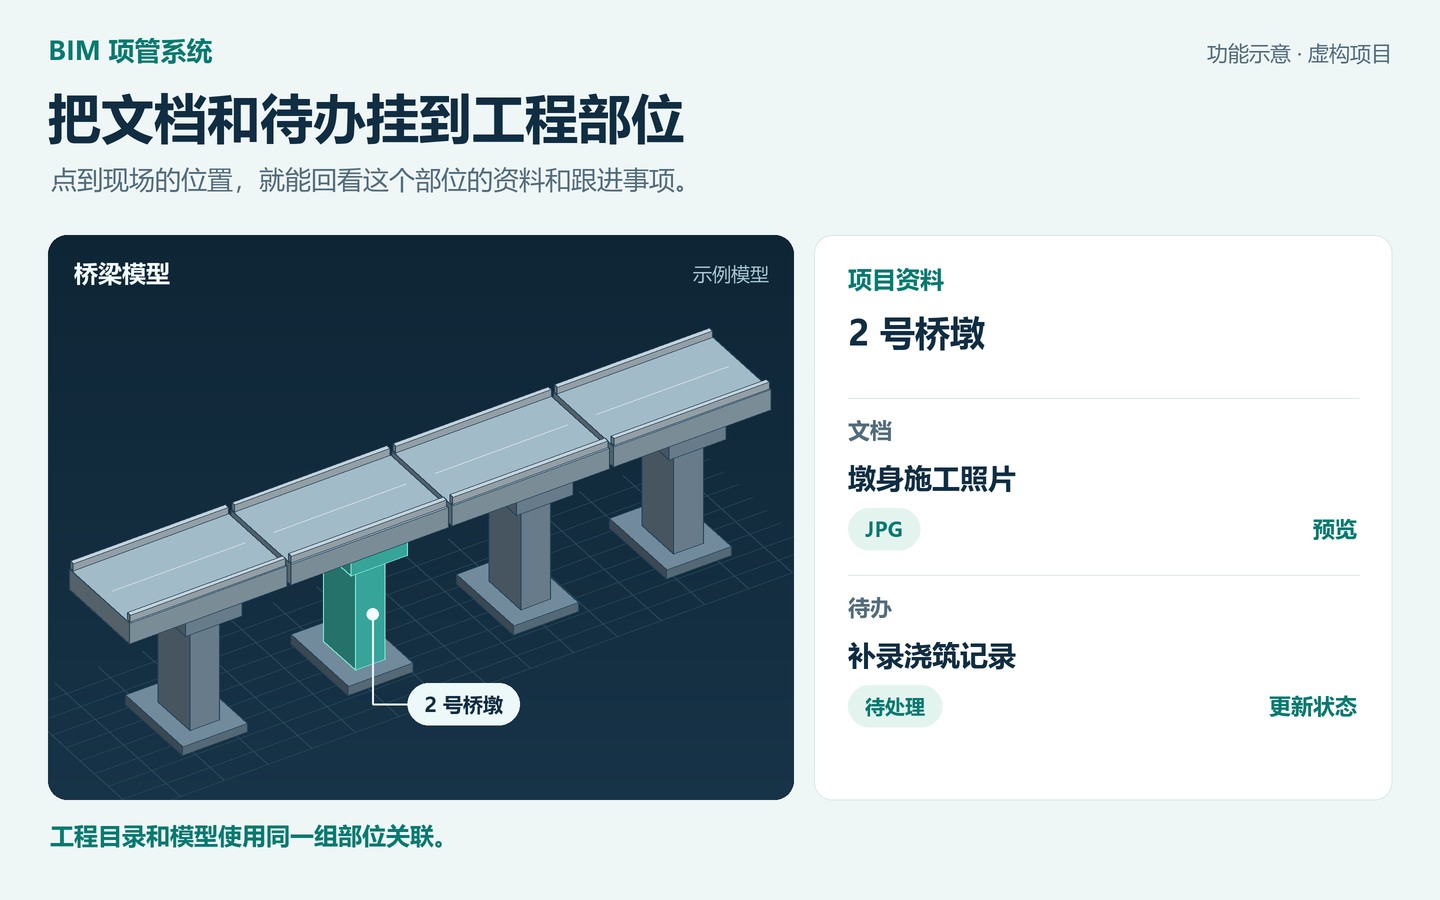 BIM 项管系统
功能示意 · 虚构项目
把文档和待办挂到工程部位
点到现场的位置，就能回看这个部位的资料和跟进事项。
桥梁模型
示例模型
2 号桥墩
项目资料
2 号桥墩
文档
墩身施工照片
JPG
预览
待办
补录浇筑记录
待处理
更新状态
工程目录和模型使用同一组部位关联。